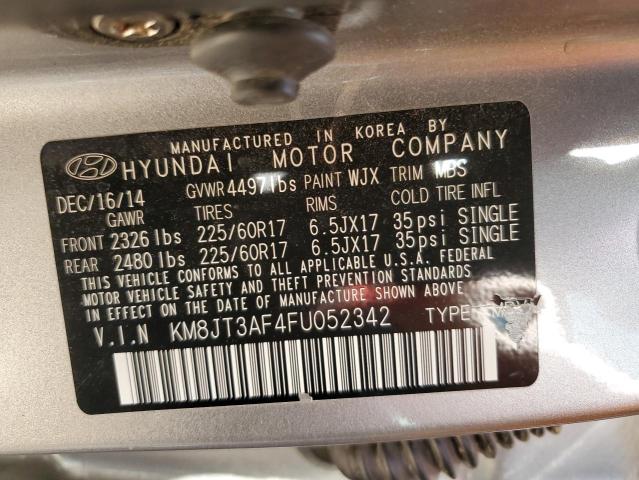 MANUFACTURED IN KOREA BY
HYUNDAI MOTOR COMPANY
DEC/16/14 GVWR 4497lbs PAINT WJX TRIM MBS
GAWR TIRES RIMS COLD TIRE INFL
FRONT 2326 lbs 225/60R17 6.5JX17 35psi SINGLE
REAR 2480 lbs 225/60R17 6.5JX17 35psi SINGLE
THIS VEHICLE CONFORMS TO ALL APPLICABLE U.S.A. FEDERAL
MOTOR VEHICLE SAFETY AND THEFT PREVENTION STANDARDS
IN EFFECT ON THE DATE OF MANUFACTURE SHOWN ABOVE
V.I.N KM8JT3AF4FU052342 TYPE